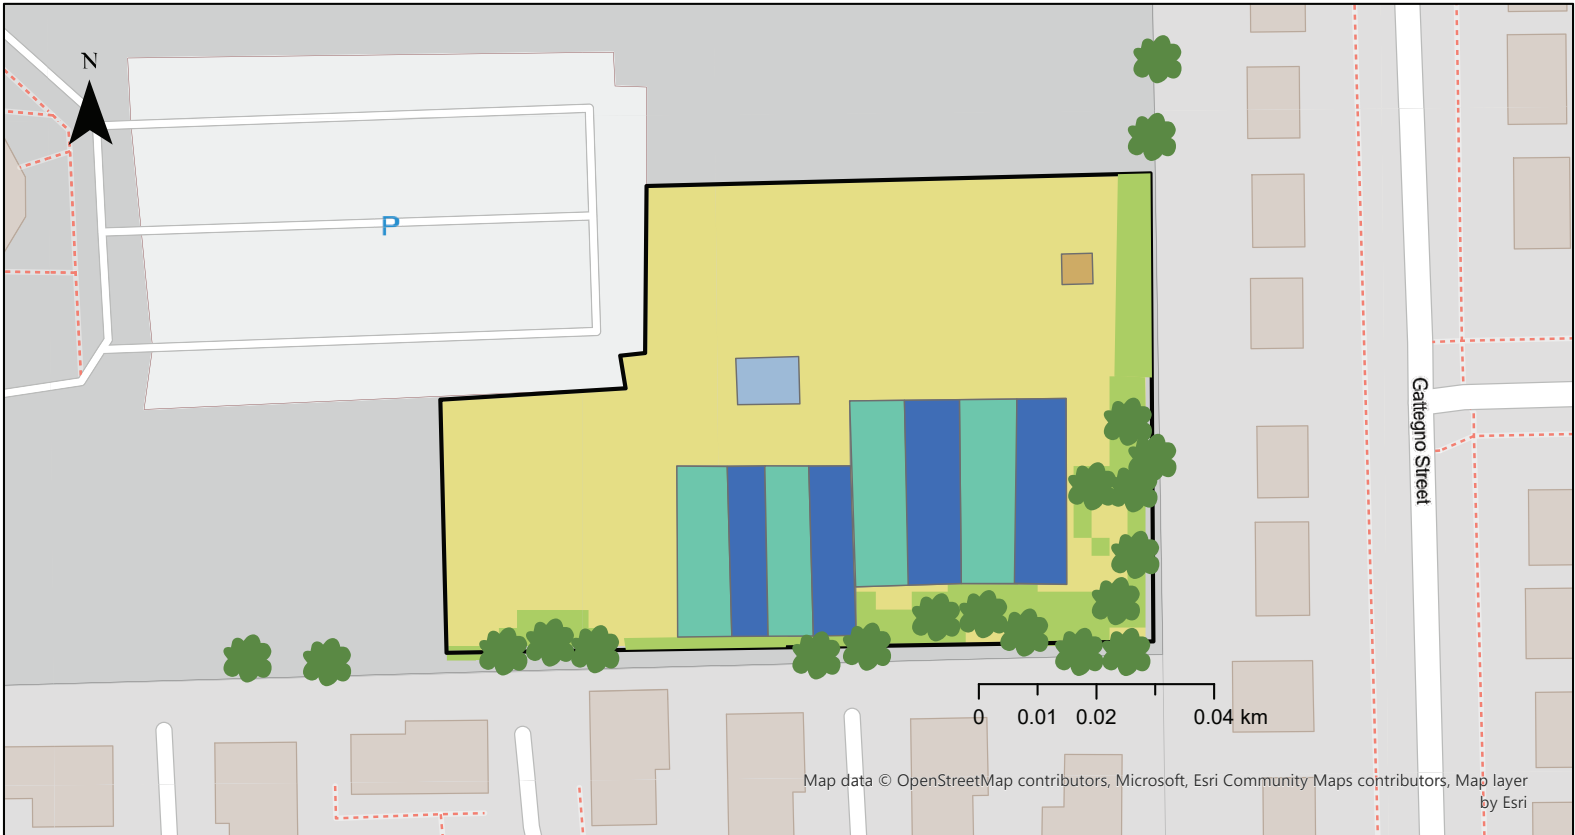 N
P
Gattegno Street
0 0.01 0.02 0.04 km
Map data © OpenStreetMap contributors, Microsoft, Esri Community Maps contributors, Map layer
by Esri